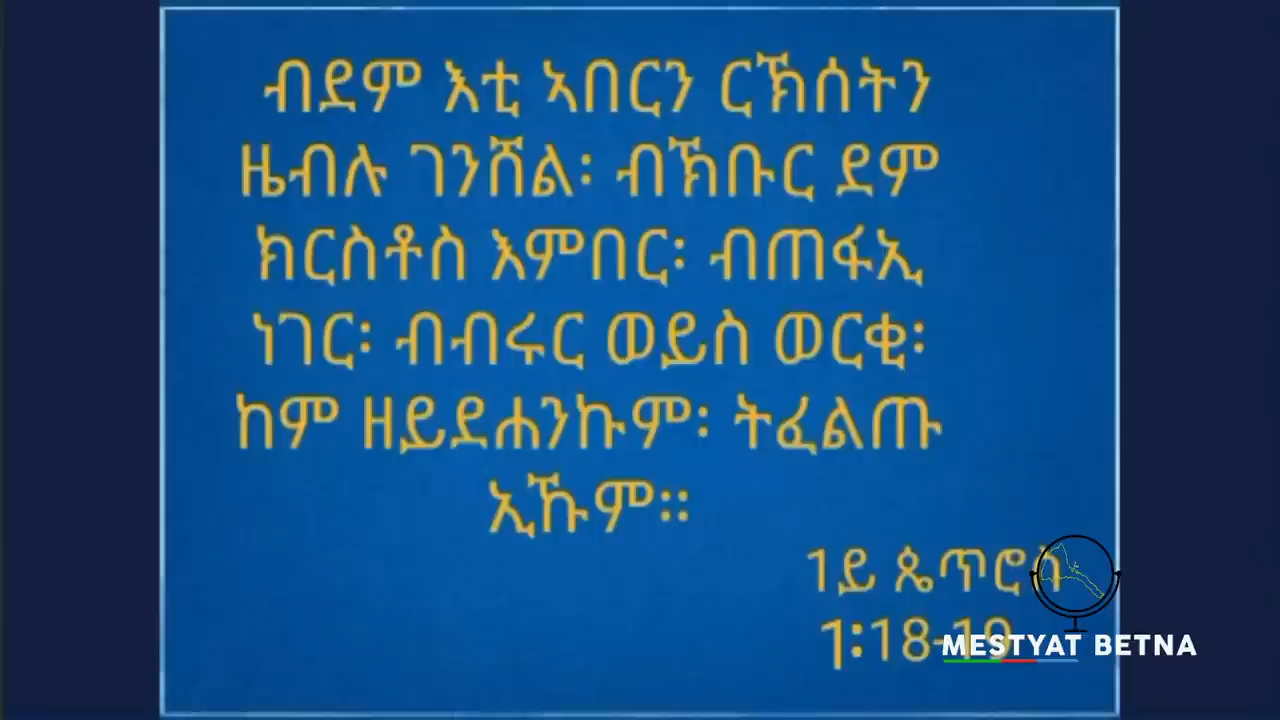 ብደም እቲ ኣበርን ርኽሰትን
ዜብሉ ገንሸል፡ ብኽቡር ደም
ክርስቶስ እምበር፡ ብጠፋኢ
ነገር፡ ብብሩር ወይስ ወርቂ፡
ከም ዘይደሐንኩም፡ ትፈልጡ
ኢኹም።
1ይ ጴጥሮስ
1፡18-19
MESTYAT BETNA